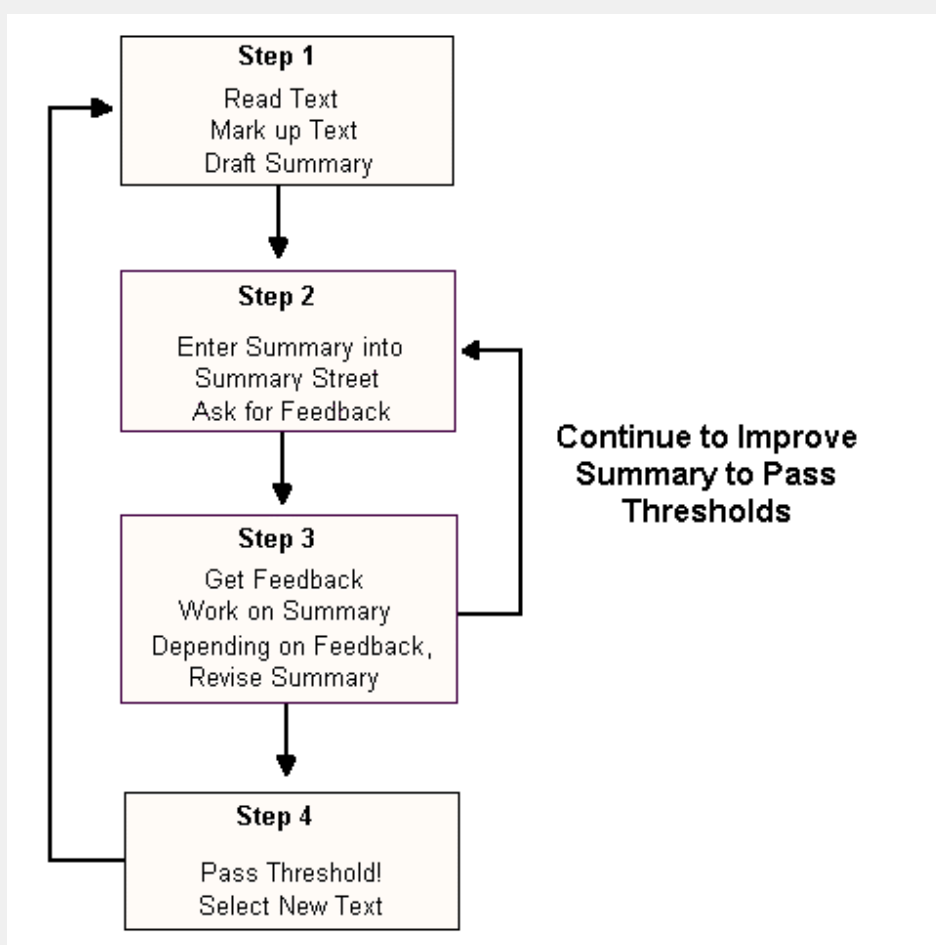 Step 1
Read Text
Mark up Text
Draft Summary
Step 2
Enter Summary into
Summary Street
Ask for Feedback
Continue to Improve
Summary to Pass
Thresholds
Step 3
Get Feedback
Work on Summary
Depending on Feedback,
Revise Summary
Step 4
Pass Threshold!
Select New Text